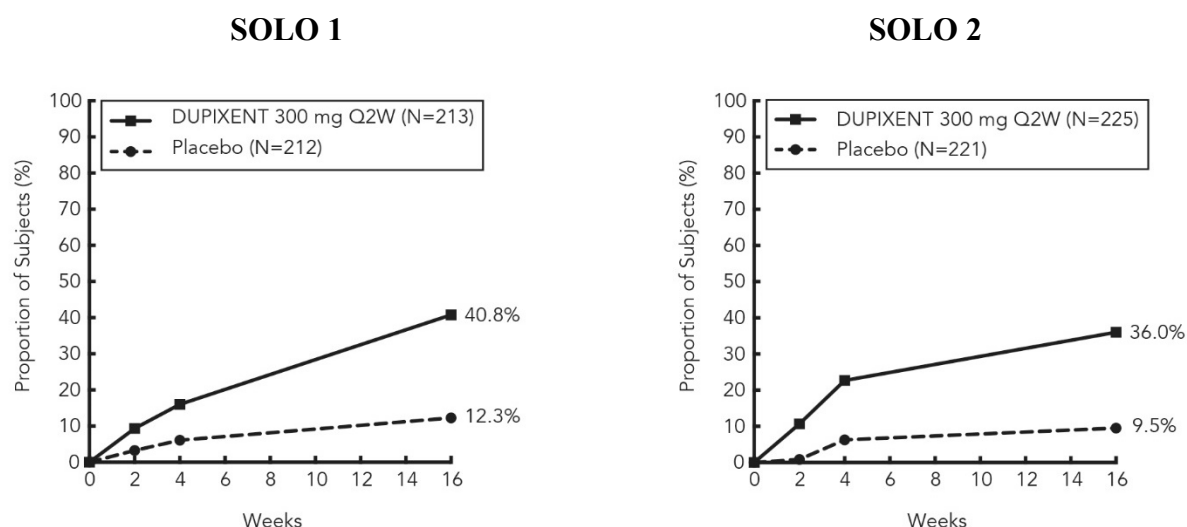 SOLO 1
100
90
80
70
60
50
40
30
20
10
0
Proportion of Subjects (%)
DUPIXENT 300 mg Q2W (N=213)
Placebo (N=212)
40.8%
12.3%
0 2 4 6 8 10 12 14 16
Weeks
SOLO 2
100
90
80
70
60
50
40
30
20
10
0
Proportion of Subjects (%)
DUPIXENT 300 mg Q2W (N=225)
Placebo (N=221)
36.0%
9.5%
0 2 4 6 8 10 12 14 16
Weeks